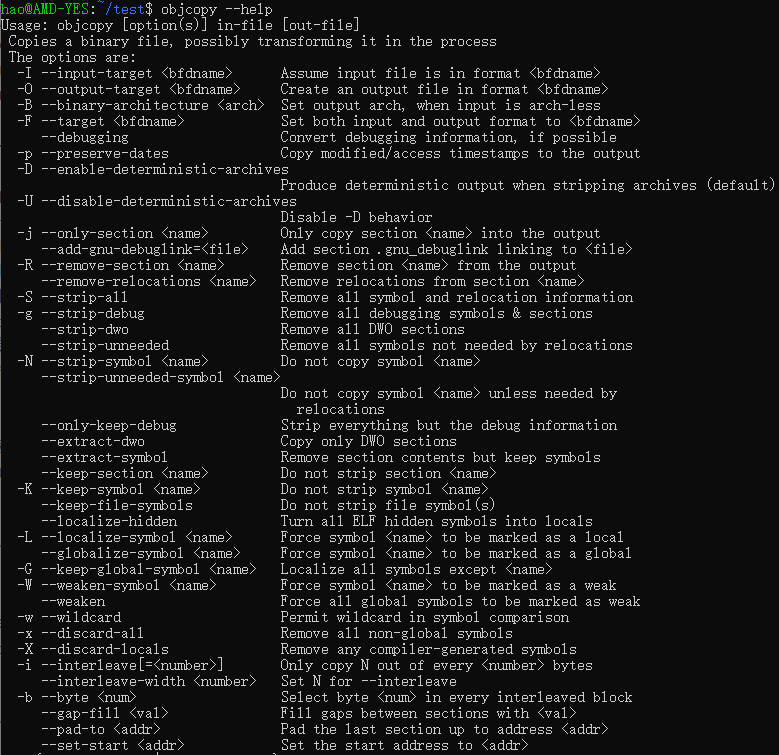 hao@AMD-YES:~/test$ objcopy --help
Usage: objcopy [option(s)] in-file [out-file]
 Copies a binary file, possibly transforming it in the process
 The options are:
  -I --input-target <bfdname>      Assume input file is in format <bfdname>
  -O --output-target <bfdname>     Create an output file in format <bfdname>
  -B --binary-architecture <arch>  Set output arch, when input is arch-less
  -F --target <bfdname>            Set both input and output format to <bfdname>
     --debugging                   Convert debugging information, if possible
  -p --preserve-dates              Copy modified/access timestamps to the output
  -D --enable-deterministic-archives
                                   Produce deterministic output when stripping archives (default)
  -U --disable-deterministic-archives
                                   Disable -D behavior
  -j --only-section <name>         Only copy section <name> into the output
     --add-gnu-debuglink=<file>    Add section .gnu_debuglink linking to <file>
  -R --remove-section <name>       Remove section <name> from the output
     --remove-relocations <name>   Remove relocations from section <name>
  -S --strip-all                   Remove all symbol and relocation information
  -g --strip-debug                 Remove all debugging symbols & sections
     --strip-dwo                   Remove all DWO sections
     --strip-unneeded              Remove all symbols not needed by relocations
  -N --strip-symbol <name>         Do not copy symbol <name>
     --strip-unneeded-symbol <name>
                                   Do not copy symbol <name> unless needed by
                                     relocations
     --only-keep-debug             Strip everything but the debug information
     --extract-dwo                 Copy only DWO sections
     --extract-symbol              Remove section contents but keep symbols
     --keep-section <name>         Do not strip section <name>
  -K --keep-symbol <name>          Do not strip symbol <name>
     --keep-file-symbols           Do not strip file symbol(s)
     --localize-hidden             Turn all ELF hidden symbols into locals
  -L --localize-symbol <name>      Force symbol <name> to be marked as a local
     --globalize-symbol <name>     Force symbol <name> to be marked as a global
  -G --keep-global-symbol <name>   Localize all symbols except <name>
  -W --weaken-symbol <name>        Force symbol <name> to be marked as a weak
     --weaken                      Force all global symbols to be marked as weak
  -w --wildcard                    Permit wildcard in symbol comparison
  -x --discard-all                 Remove all non-global symbols
  -X --discard-locals              Remove any compiler-generated symbols
  -i --interleave[=<number>]       Only copy N out of every <number> bytes
     --interleave-width <number>   Set N for --interleave
  -b --byte <num>                  Select byte <num> in every interleaved block
     --gap-fill <val>              Fill gaps between sections with <val>
     --pad-to <addr>               Pad the last section up to address <addr>
     --set-start <addr>            Set the start address to <addr>